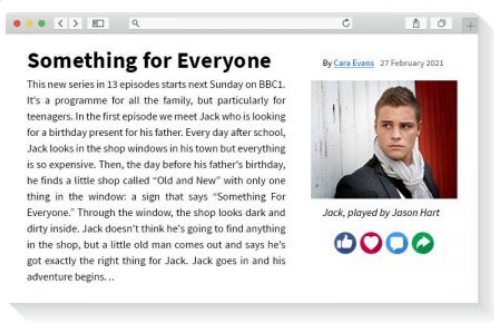 Something for Everyone
By Cara Evans 27 February 2021
This new series in 13 episodes starts next Sunday on BBC1.
It's a programme for all the family, but particularly for
teenagers. In the first episode we meet Jack who is looking
for a birthday present for his father. Every day after school,
Jack looks in the shop windows in his town but everything
is so expensive. Then, the day before his father's birthday,
he finds a little shop called “Old and New” with only one
thing in the window: a sign that says “Something For
Everyone.” Through the window, the shop looks dark and
dirty inside. Jack doesn't think he's going to find anything
in the shop, but a little old man comes out and says he's
got exactly the right thing for Jack. Jack goes in and his
adventure begins...
Jack, played by Jason Hart